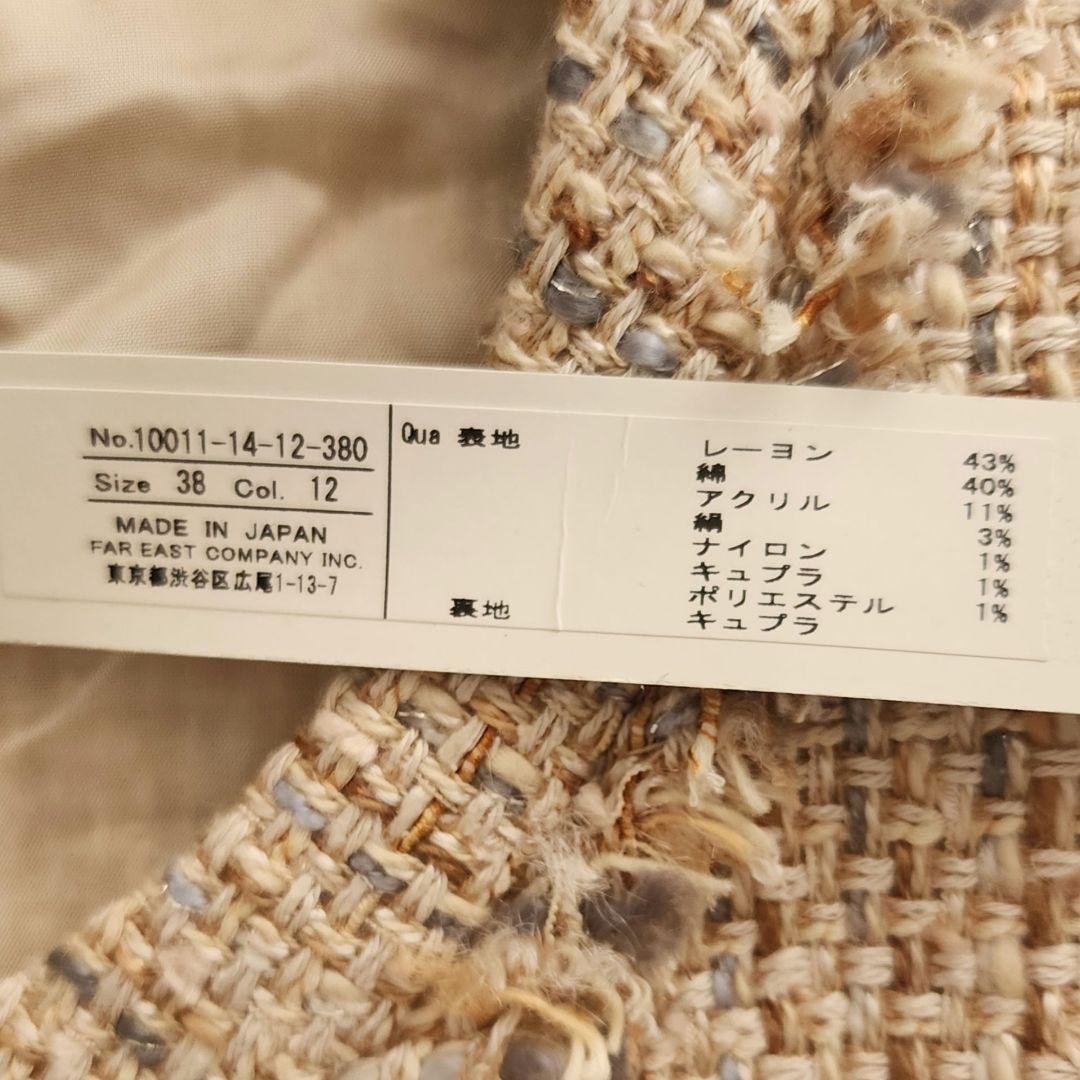 No.10011-14-12-380
Size 38 Col. 12
MADE IN JAPAN
FAR EAST COMPANY INC.
東京都渋谷区広尾1-13-7
Qua 表地
レーヨン 43%
綿 40%
アクリル 11%
絹 3%
ナイロン 1%
キュプラ 1%
ポリエステル 1%
裏地 キュプラ